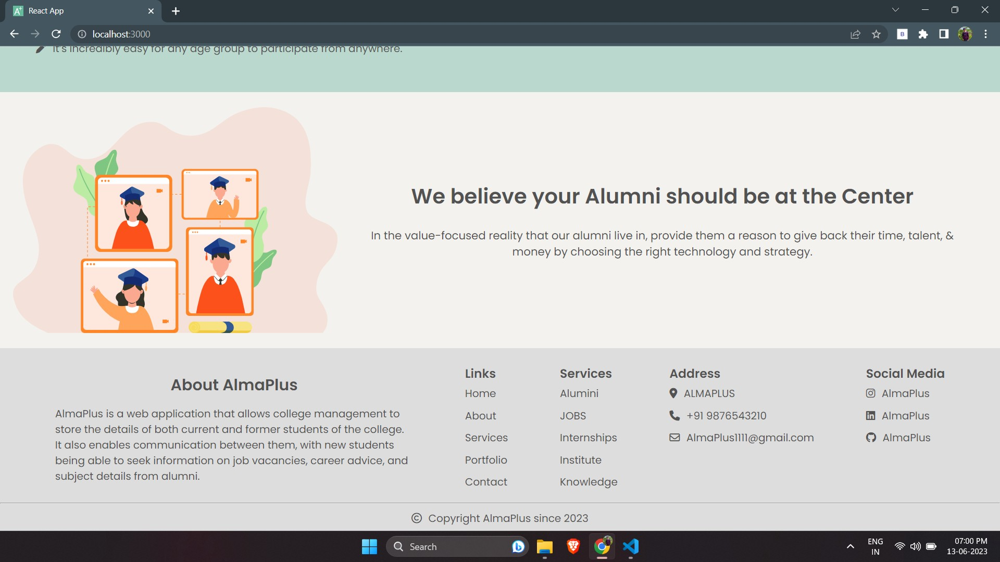 React App
localhost:3000
B
It's incredibly easy for any age group to participate from anywhere.
We believe your Alumni should be at the Center
In the value-focused reality that our alumni live in, provide them a reason to give back their time, talent, &
money by choosing the right technology and strategy.
About AlmaPlus
AlmaPlus is a web application that allows college management to
store the details of both current and former students of the college.
It also enables communication between them, with new students
being able to seek information on job vacancies, career advice, and
subject details from alumni.
Links
Home
About
Services
Portfolio
Contact
Services
Alumini
JOBS
Internships
Institute
Knowledge
Address
ALMAPLUS
+91 9876543210
AlmaPlus1111@gmail.com
Social Media
AlmaPlus
AlmaPlus
AlmaPlus
© Copyright AlmaPlus since 2023
Search
ENG
IN
07:00 PM
13-06-2023